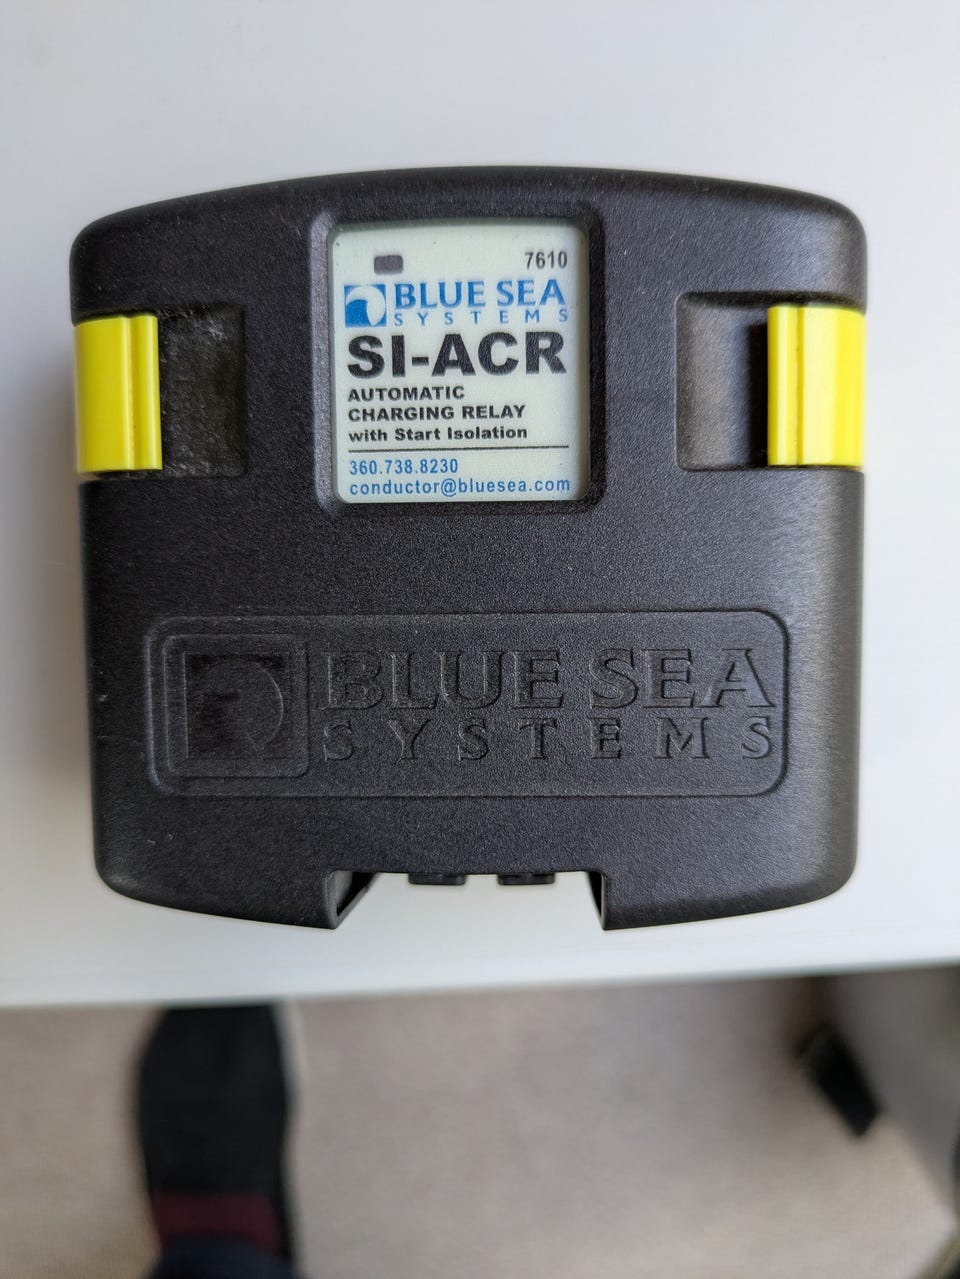 7610
BLUE SEA
SYSTEMS
SI-ACR
AUTOMATIC
CHARGING RELAY
with Start Isolation
360.738.8230
conductor@bluesea.com
BLUE SEA
SYSTEMS